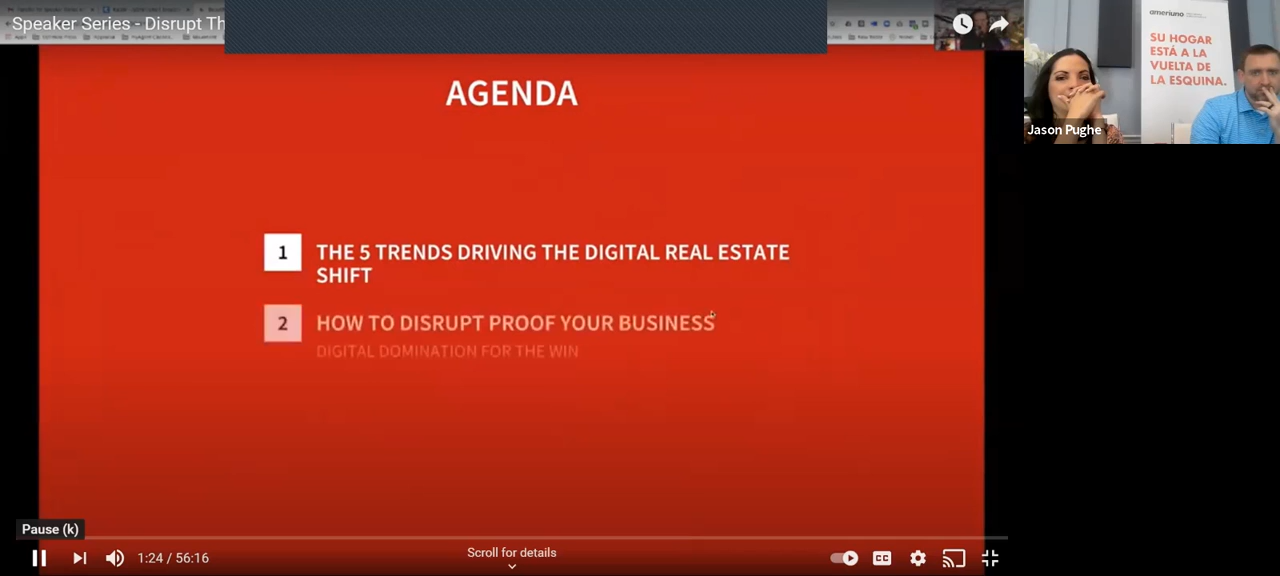 Speaker Series - Disrupt Th
AGENDA
1
THE 5 TRENDS DRIVING THE DIGITAL REAL ESTATE
SHIFT
2
HOW TO DISRUPT PROOF YOUR BUSINESS
DIGITAL DOMINATION FOR THE WIN
Pause (k)
1:24 / 56:16
Scroll for details
CC
ameriuno
SU HOGAR
ESTÁ A LA
VUELTA DE
LA ESQUINA.
Jason Pughe